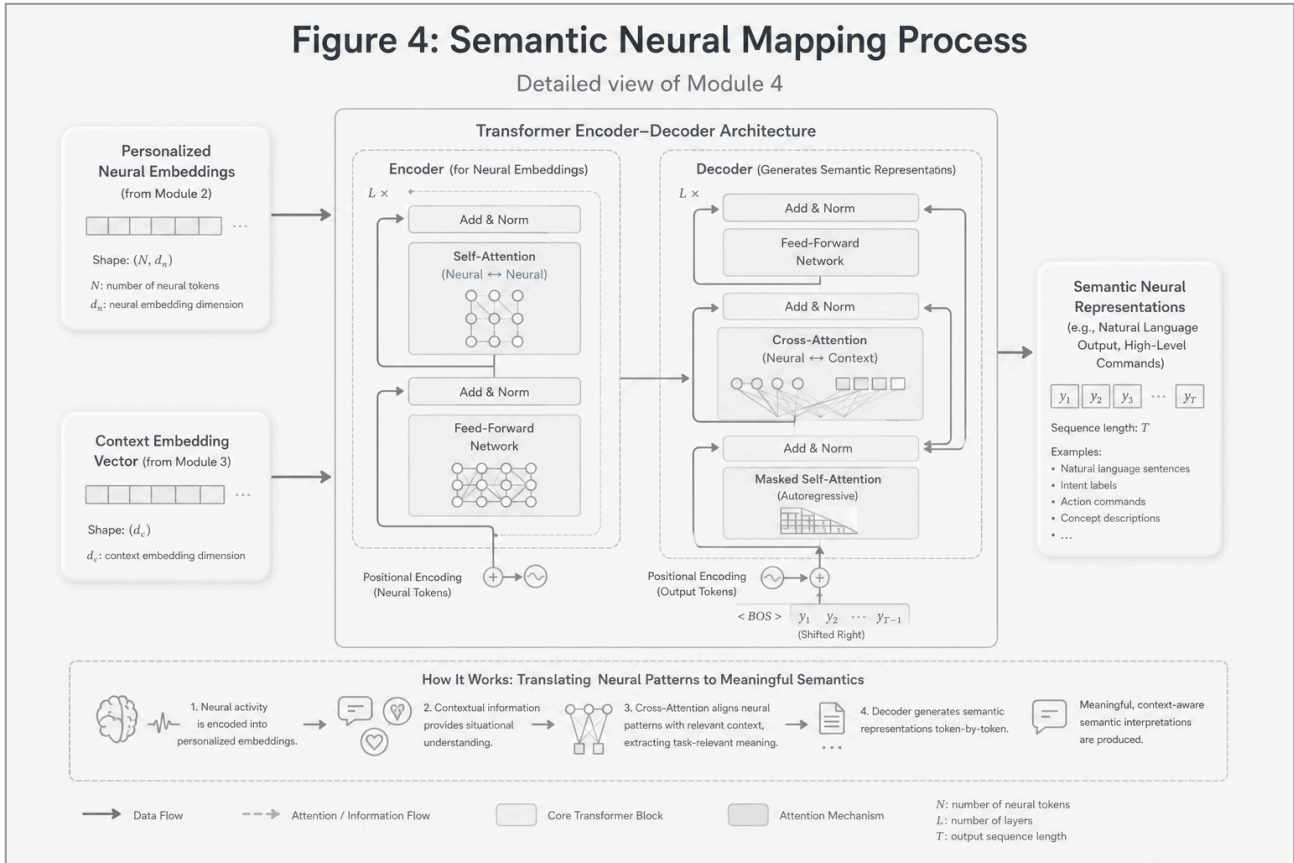 Figure 4: Semantic Neural Mapping Process
Detailed view of Module 4
Personalized
Neural Embeddings
(from Module 2)
...
Shape: (N, dₙ)
N: number of neural tokens
dₙ: neural embedding dimension
Context Embedding
Vector (from Module 3)
...
Shape: (d_c)
d_c: context embedding dimension
Transformer Encoder–Decoder Architecture
Encoder (for Neural Embeddings)
L ×
Add & Norm
Self-Attention
(Neural ↔ Neural)
Add & Norm
Feed-Forward
Network
Positional Encoding
(Neural Tokens)
+
Decoder (Generates Semantic Representations)
L ×
Add & Norm
Feed-Forward
Network
Add & Norm
Cross-Attention
(Neural ↔ Context)
Add & Norm
Masked Self-Attention
(Autoregressive)
Positional Encoding
(Output Tokens)
+
< BOS > y₁ y₂ ... y_T−1
(Shifted Right)
Semantic Neural
Representations
(e.g., Natural Language
Output, High-Level
Commands)
y₁ y₂ y₃ ... y_T
Sequence length: T
Examples:
• Natural language sentences
• Intent labels
• Action commands
• Concept descriptions
• ...
How It Works: Translating Neural Patterns to Meaningful Semantics
1. Neural activity
is encoded into
personalized embeddings.
2. Contextual information
provides situational
understanding.
3. Cross-Attention aligns neural
patterns with relevant context,
extracting task-relevant meaning.
...
4. Decoder generates semantic
representations token-by-token.
Meaningful, context-aware
semantic interpretations
are produced.
Data Flow
Attention / Information Flow
Core Transformer Block
Attention Mechanism
N: number of neural tokens
L: number of layers
T: output sequence length